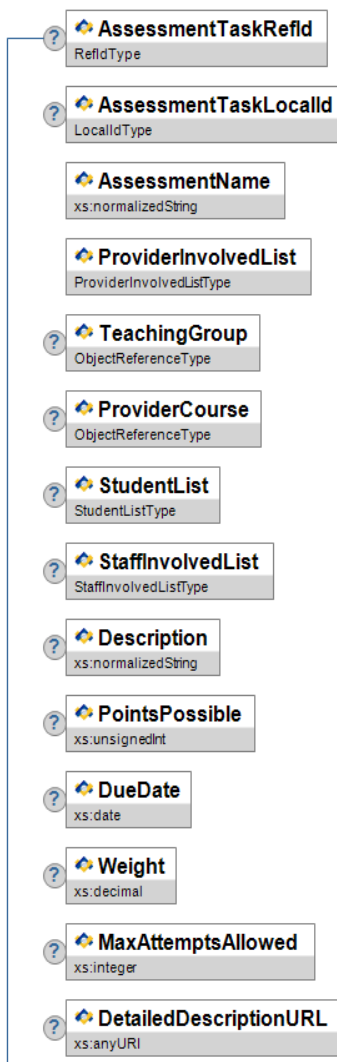 ? AssessmentTaskRefId
RefIdType
? AssessmentTaskLocalId
LocalIdType
AssessmentName
xs:normalizedString
ProviderInvolvedList
ProviderInvolvedListType
? TeachingGroup
ObjectReferenceType
? ProviderCourse
ObjectReferenceType
? StudentList
StudentListType
? StaffInvolvedList
StaffInvolvedListType
? Description
xs:normalizedString
? PointsPossible
xs:unsignedInt
? DueDate
xs:date
? Weight
xs:decimal
? MaxAttemptsAllowed
xs:integer
? DetailedDescriptionURL
xs:anyURI